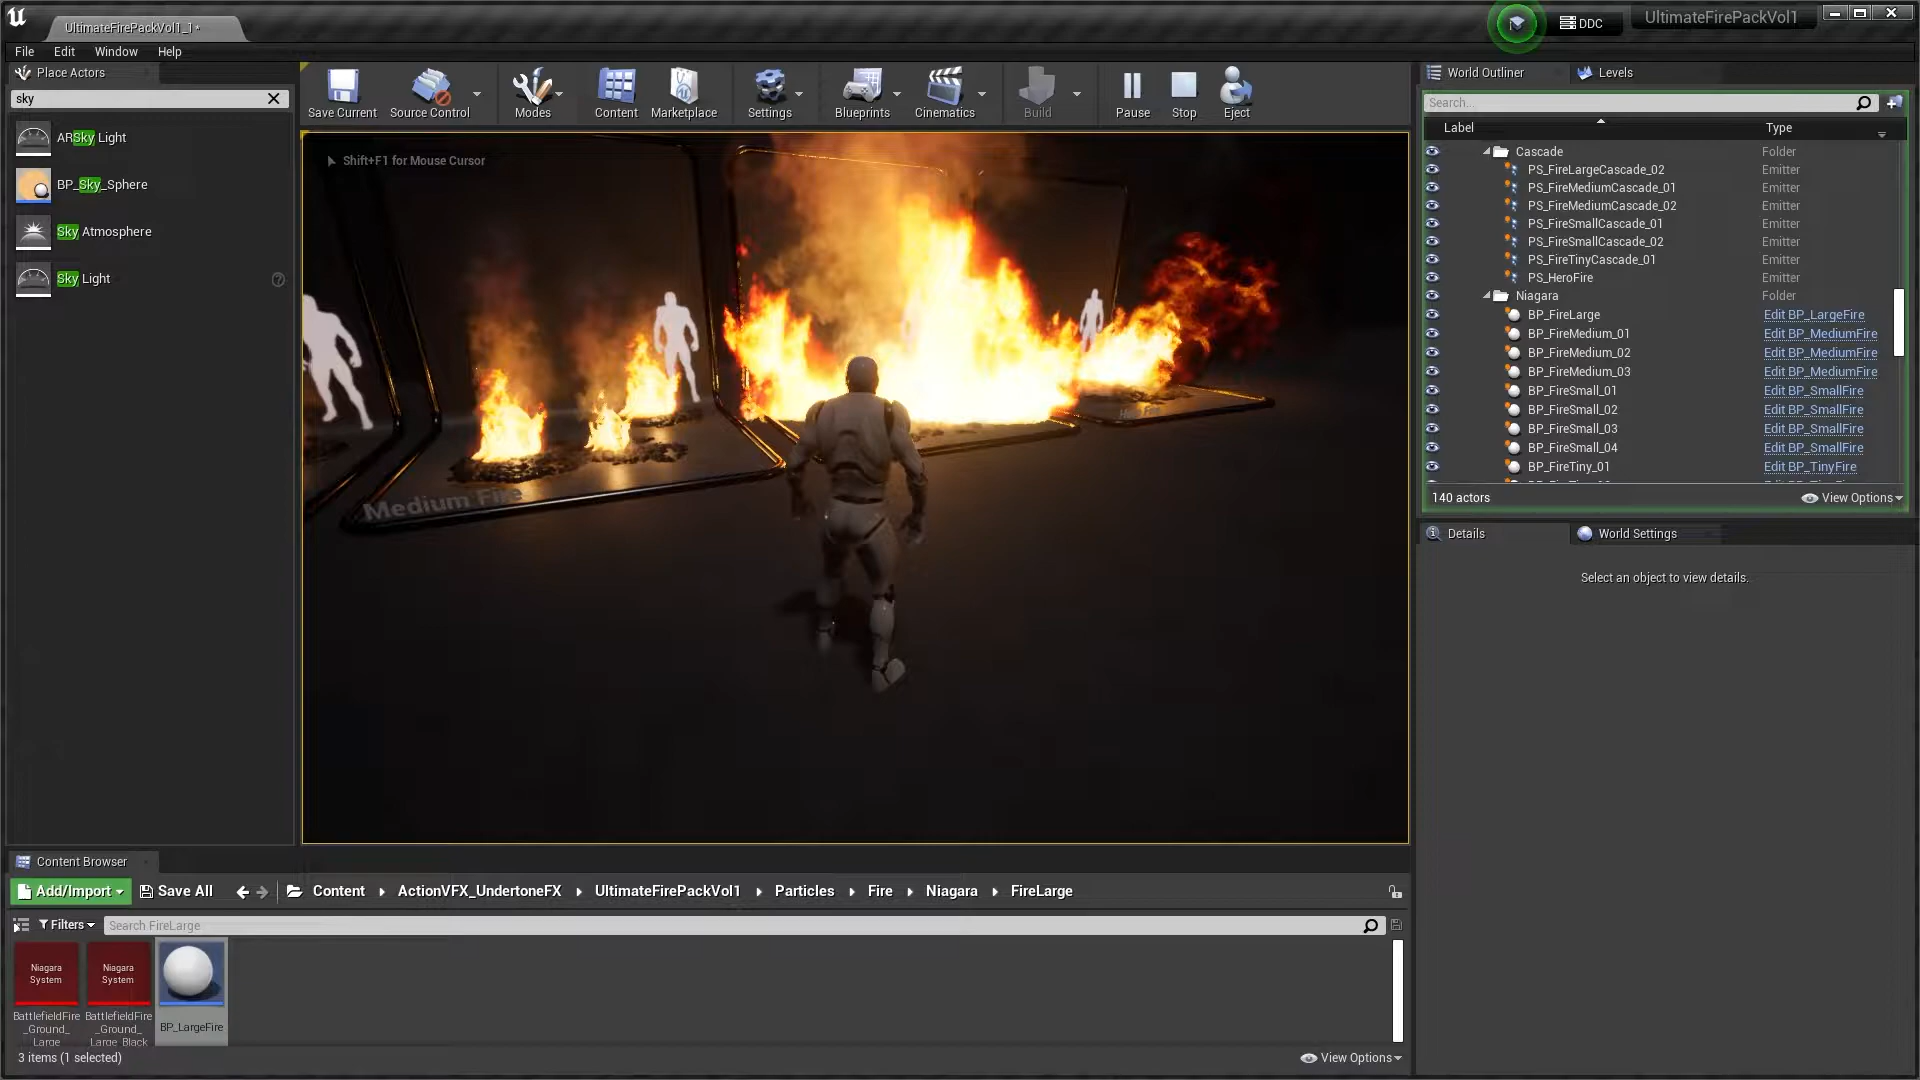 UltimateFirePackVol1_1*
DDC
UltimateFirePackVol1
File Edit Window Help
Place Actors
sky
ARSky Light
BP_Sky_Sphere
Sky Atmosphere
Sky Light
Save Current
Source Control
Modes
Content
Marketplace
Settings
Blueprints
Cinematics
Build
Pause
Stop
Eject
Shift+F1 for Mouse Cursor
Medium Fire
World Outliner
Levels
Search...
Label Type
Cascade Folder
PS_FireLargeCascade_02 Emitter
PS_FireMediumCascade_01 Emitter
PS_FireMediumCascade_02 Emitter
PS_FireSmallCascade_01 Emitter
PS_FireSmallCascade_02 Emitter
PS_FireTinyCascade_01 Emitter
PS_HeroFire Emitter
Niagara Folder
BP_FireLarge Edit BP_LargeFire
BP_FireMedium_01 Edit BP_MediumFire
BP_FireMedium_02 Edit BP_MediumFire
BP_FireMedium_03 Edit BP_MediumFire
BP_FireSmall_01 Edit BP_SmallFire
BP_FireSmall_02 Edit BP_SmallFire
BP_FireSmall_03 Edit BP_SmallFire
BP_FireSmall_04 Edit BP_SmallFire
BP_FireTiny_01 Edit BP_TinyFire
140 actors
View Options
Details
World Settings
Select an object to view details.
Content Browser
Add/Import Save All Content ActionVFX_UndertoneFX UltimateFirePackVol1 Particles Fire Niagara FireLarge
Filters Search FireLarge
Niagara
System
Niagara
System
BattlefieldFire
_Ground_
Large
BattlefieldFire
_Ground_
Large_Black
BP_LargeFire
3 items (1 selected)
View Options